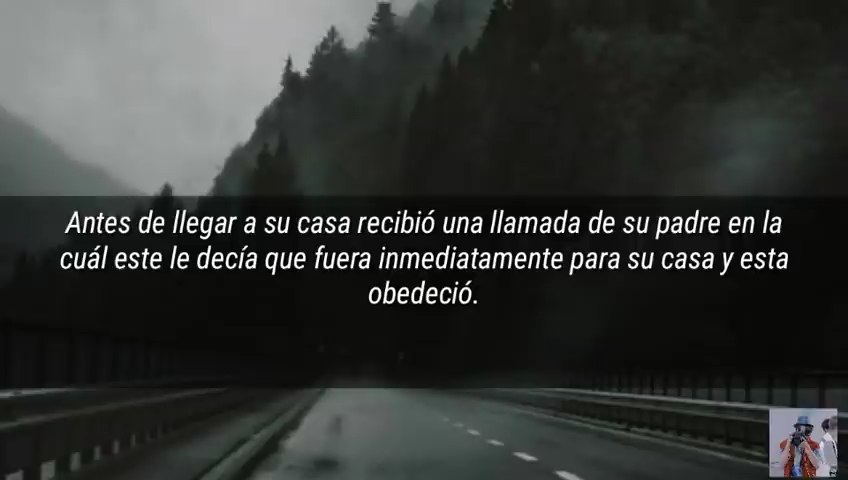 Antes de llegar a su casa recibió una llamada de su padre en la
cuál este le decía que fuera inmediatamente para su casa y esta
obedeció.